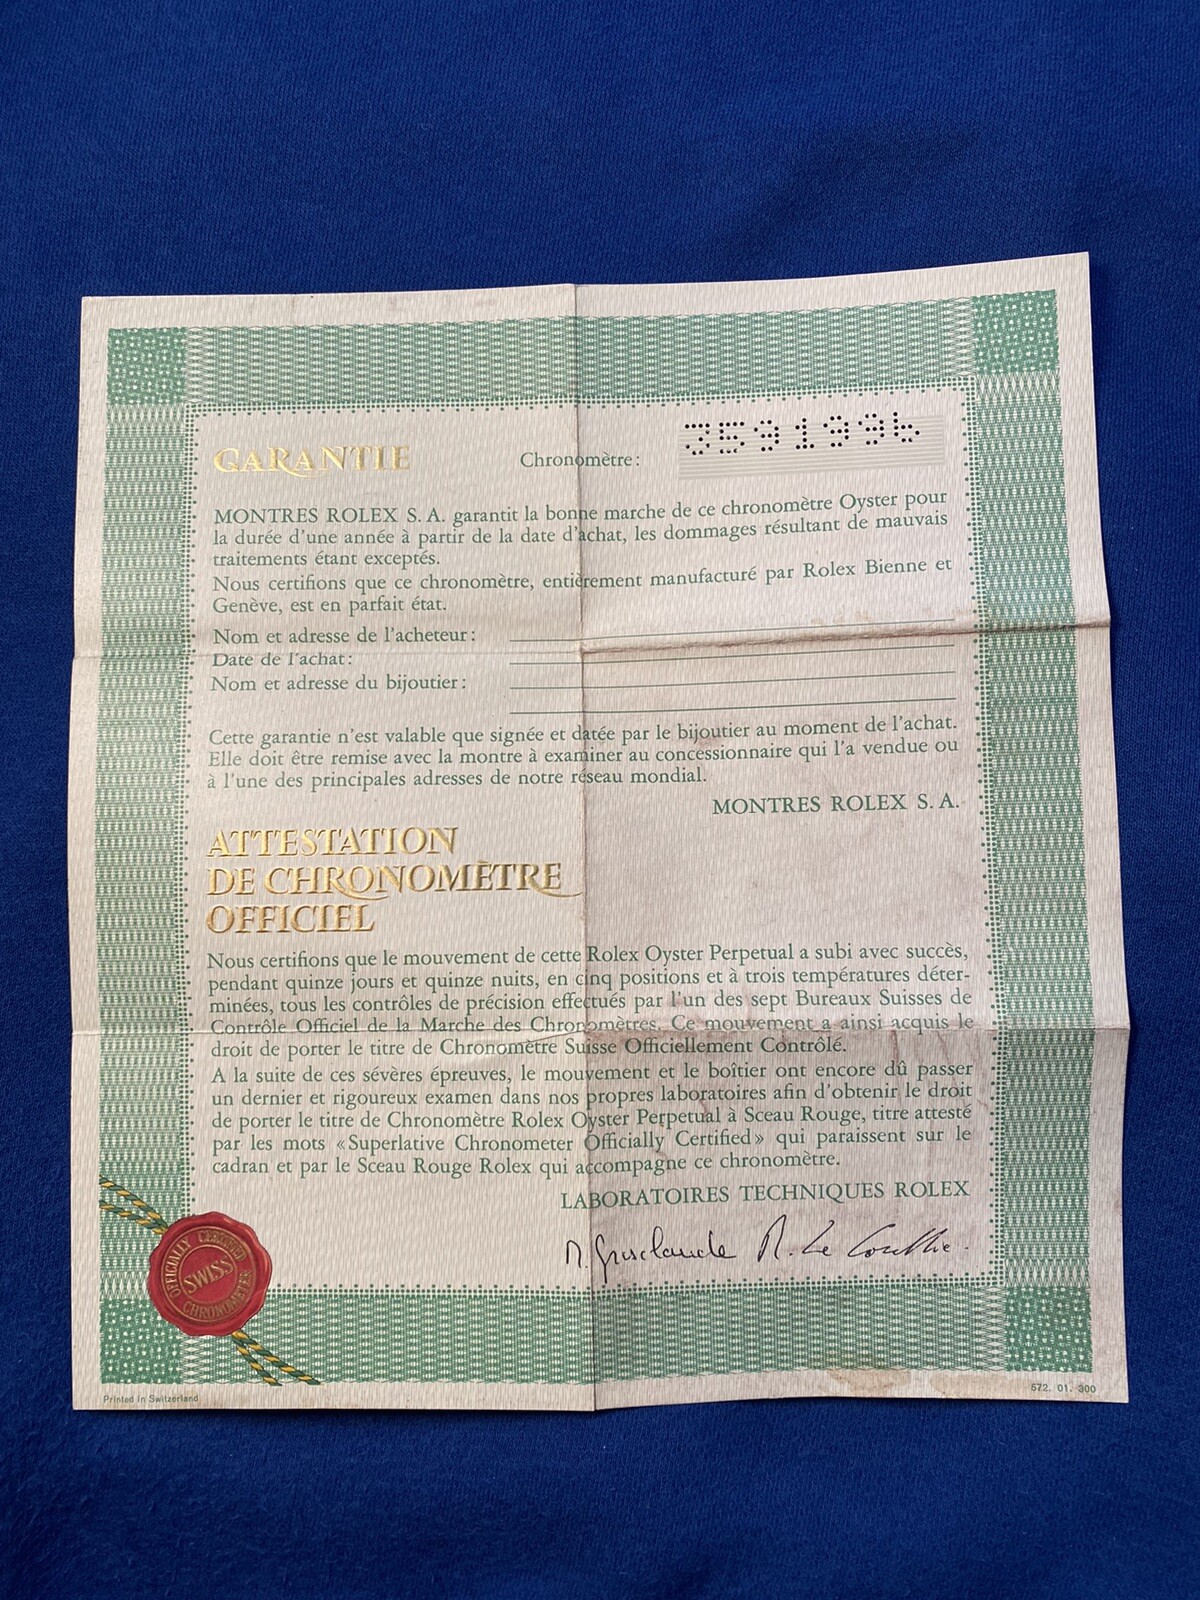 GARANTIE
Chronomètre: 3591996
MONTRES ROLEX S. A. garantit la bonne marche de ce chronomètre Oyster pour
la durée d'une année à partir de la date d'achat, les dommages résultant de mauvais
traitements étant exceptés.
Nous certifions que ce chronomètre, entièrement manufacturé par Rolex Bienne et
Genève, est en parfait état.
Nom et adresse de l'acheteur:
Date de l'achat:
Nom et adresse du bijoutier:
Cette garantie n'est valable que signée et datée par le bijoutier au moment de l'achat.
Elle doit être remise avec la montre à examiner au concessionnaire qui l'a vendue ou
à l'une des principales adresses de notre réseau mondial.
MONTRES ROLEX S. A.
ATTESTATION
DE CHRONOMÈTRE
OFFICIEL
Nous certifions que le mouvement de cette Rolex Oyster Perpetual a subi avec succès,
pendant quinze jours et quinze nuits, en cinq positions et à trois températures déter-
minées, tous les contrôles de précision effectués par l'un des sept Bureaux Suisses de
Contrôle Officiel de la Marche des Chronomètres. Ce mouvement a ainsi acquis le
droit de porter le titre de Chronomètre Suisse Officiellement Contrôlé.
A la suite de ces sévères épreuves, le mouvement et le boîtier ont encore dû passer
un dernier et rigoureux examen dans nos propres laboratoires afin d'obtenir le droit
de porter le titre de Chronomètre Rolex Oyster Perpetual à Sceau Rouge, titre attesté
par les mots «Superlative Chronometer Officially Certified» qui paraissent sur le
cadran et par le Sceau Rouge Rolex qui accompagne ce chronomètre.
LABORATOIRES TECHNIQUES ROLEX
OFFICIALLY CERTIFIED
SWISS
CHRONOMETER
Printed in Switzerland
572. 01. 300